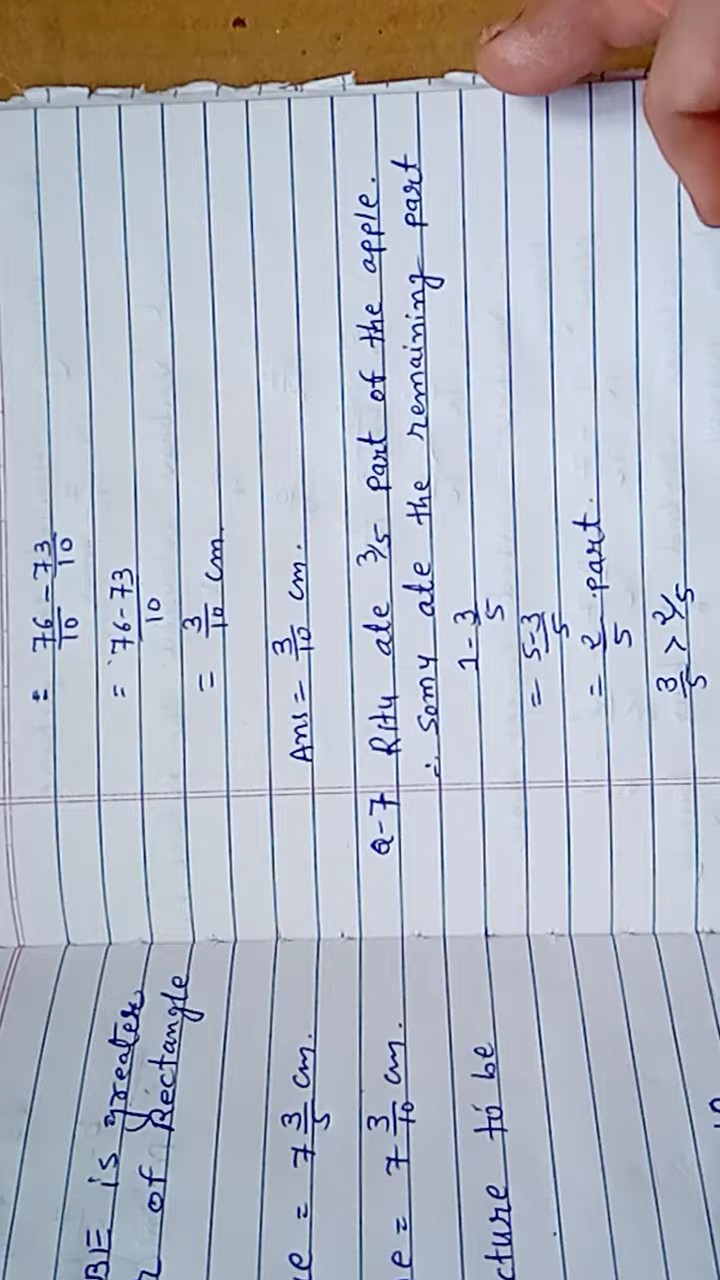 BE is greater
of Rectangle
e = 7 3/5 cm.
e = 7 3/10 cm.
cture to be
= 76/10 - 73/10
= 76-73/10
= 3/10 cm.
Ans = 3/10 cm.
Q-7 Ritu ate 3/5 part of the apple.
∴ Somy ate the remaining part
1-3/5
= 5-3/5
= 2/5 part.
3/5 > 2/5